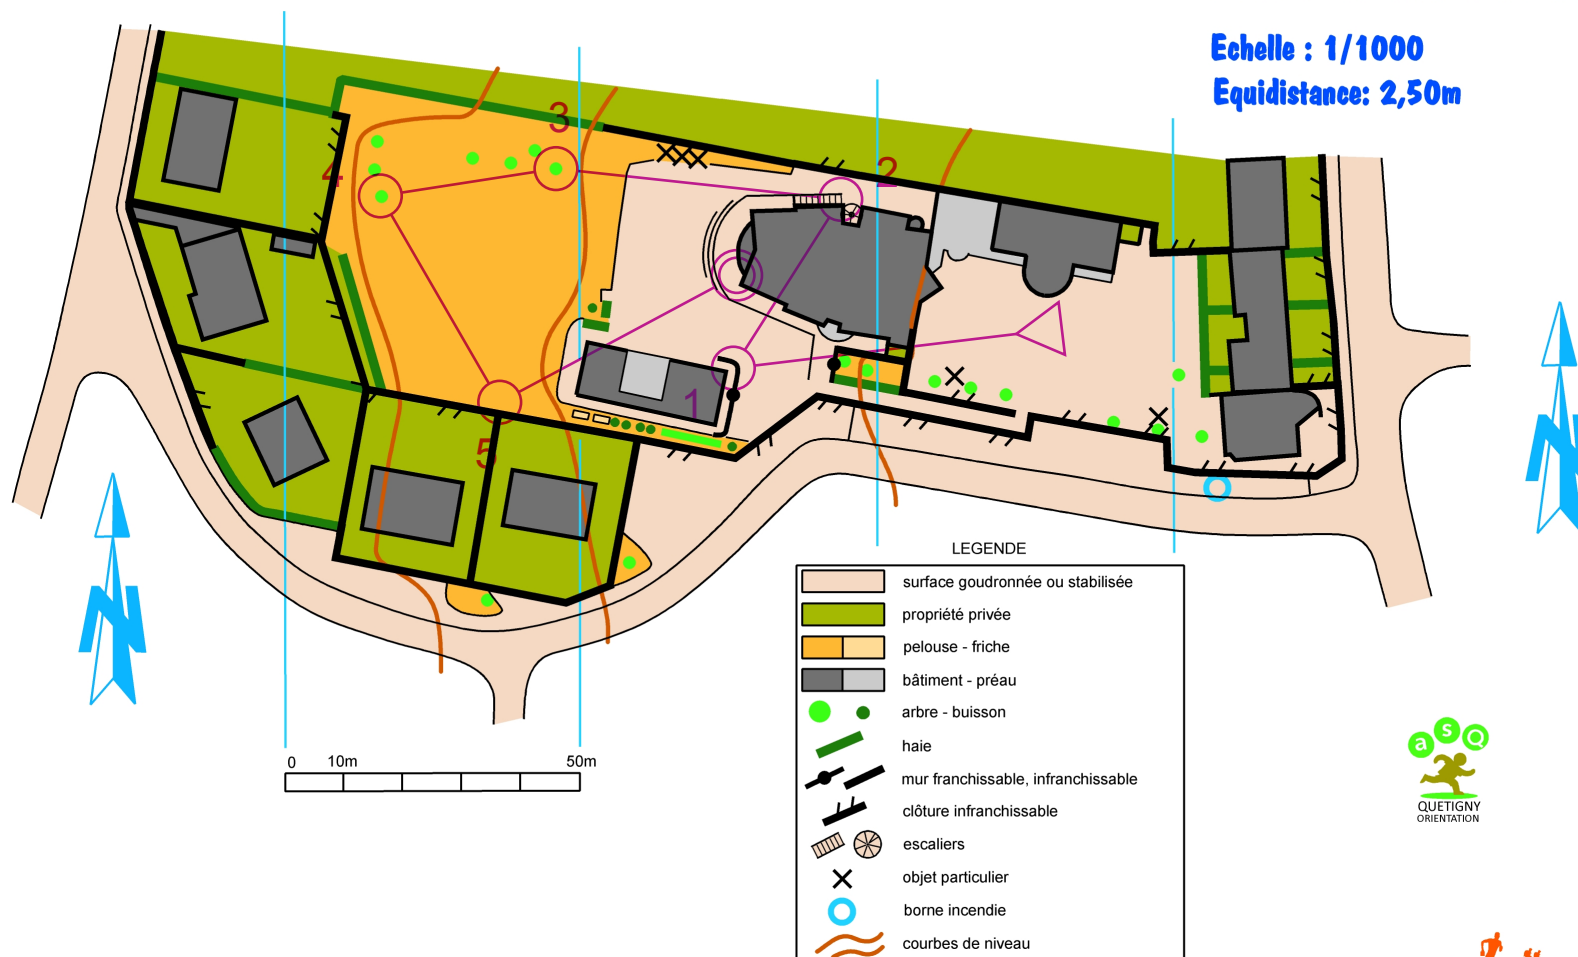 Echelle : 1/1000
Equidistance: 2,50m
3
4
2
1
5
N
N
LEGENDE
surface goudronnée ou stabilisée
propriété privée
pelouse - friche
bâtiment - préau
arbre - buisson
haie
mur franchissable, infranchissable
clôture infranchissable
escaliers
objet particulier
borne incendie
courbes de niveau
0 10m 50m
asQ
QUETIGNY
ORIENTATION